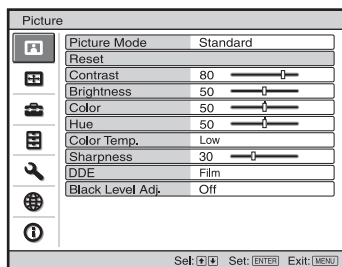 Picture
Picture Mode Standard
Reset
Contrast 80
Brightness 50
Color 50
Hue 50
Color Temp. Low
Sharpness 30
DDE Film
Black Level Adj. Off
Sel: Set: ENTER Exit: MENU